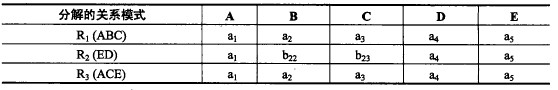 分解的关系模式 A B C D E
R₁ (ABC) a₁ a₂ a₃ a₄ a₅
R₂ (ED) a₁ b₂₂ b₂₃ a₄ a₅
R₃ (ACE) a₁ a₂ a₃ a₄ a₅